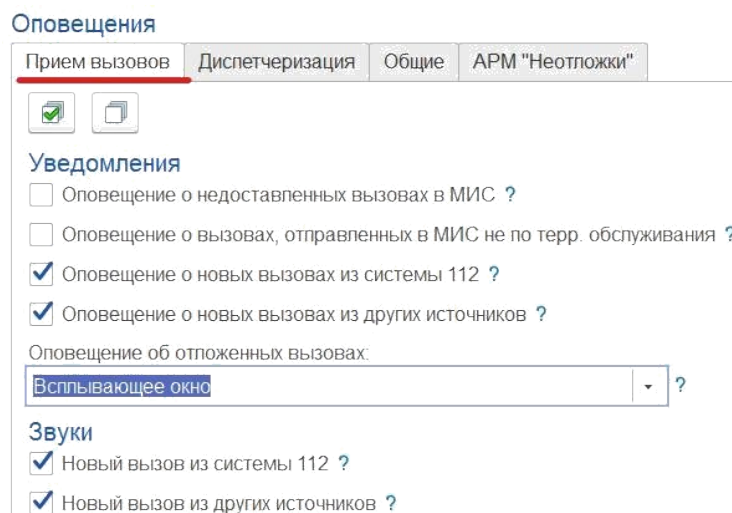 Оповещения
Прием вызовов Диспетчеризация Общие АРМ "Неотложки"
Уведомления
Оповещение о недоставленных вызовах в МИС ?
Оповещение о вызовах, отправленных в МИС не по терр. обслуживания ?
Оповещение о новых вызовах из системы 112 ?
Оповещение о новых вызовах из других источников ?
Оповещение об отложенных вызовах:
Всплывающее окно ?
Звуки
Новый вызов из системы 112 ?
Новый вызов из других источников ?